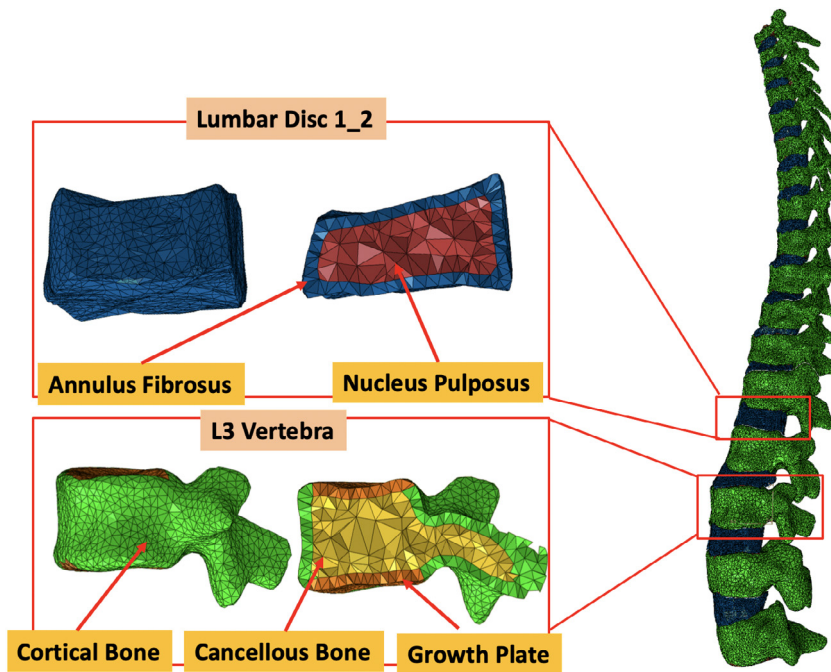 Lumbar Disc 1_2
Annulus Fibrosus
Nucleus Pulposus
L3 Vertebra
Cortical Bone
Cancellous Bone
Growth Plate